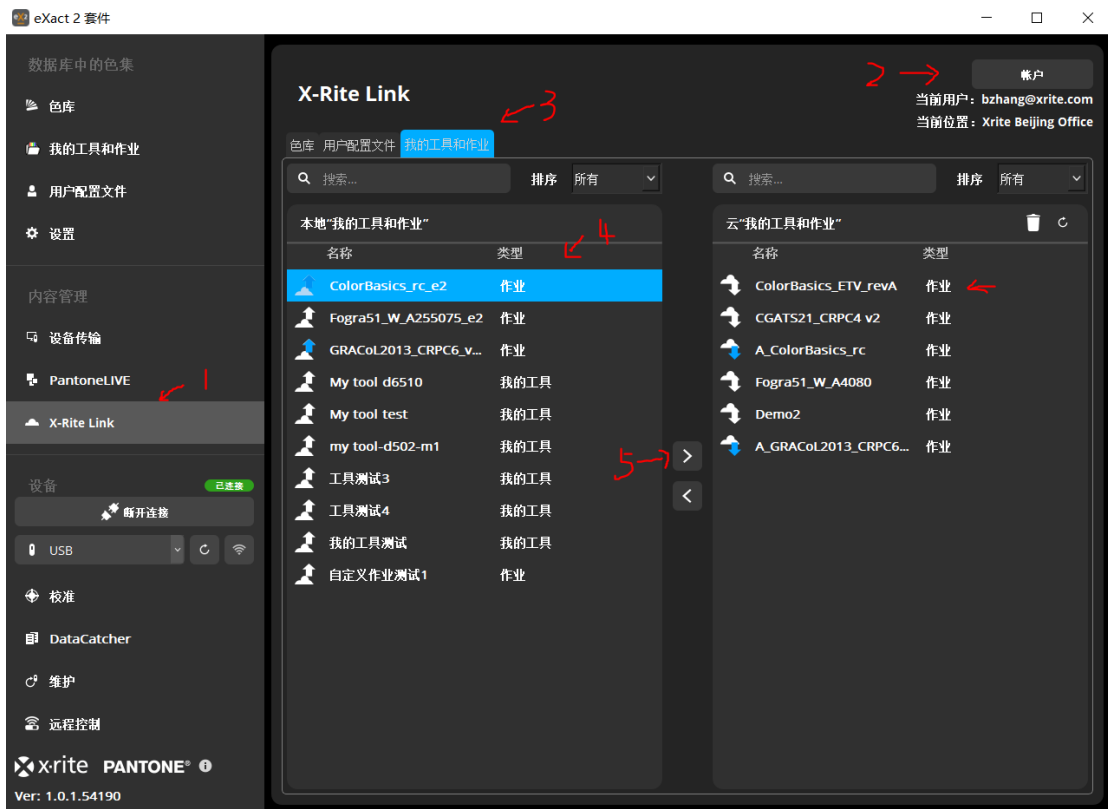 eXact 2 套件
数据库中的色集
色库
我的工具和作业
用户配置文件
设置
内容管理
设备传输
PantoneLIVE
1
X-Rite Link
设备
已连接
断开连接
USB
校准
DataCatcher
维护
远程控制
x·rite PANTONE®
Ver: 1.0.1.54190
X-Rite Link
2
帐户
当前用户: bzhang@xrite.com
当前位置: Xrite Beijing Office
3
色库 用户配置文件 我的工具和作业
搜索... 排序 所有
本地“我的工具和作业”
4
名称 类型
ColorBasics_rc_e2 作业
Fogra51_W_A255075_e2 作业
GRACoL2013_CRPC6_v... 作业
My tool d6510 我的工具
My tool test 我的工具
my tool-d502-m1 我的工具
工具测试3 我的工具
工具测试4 我的工具
我的工具测试 我的工具
自定义作业测试1 作业
5
>
<
搜索... 排序 所有
云“我的工具和作业”
名称 类型
ColorBasics_ETV_revA 作业
CGATS21_CRPC4 v2 作业
A_ColorBasics_rc 作业
Fogra51_W_A4080 作业
Demo2 作业
A_GRACoL2013_CRPC6... 作业